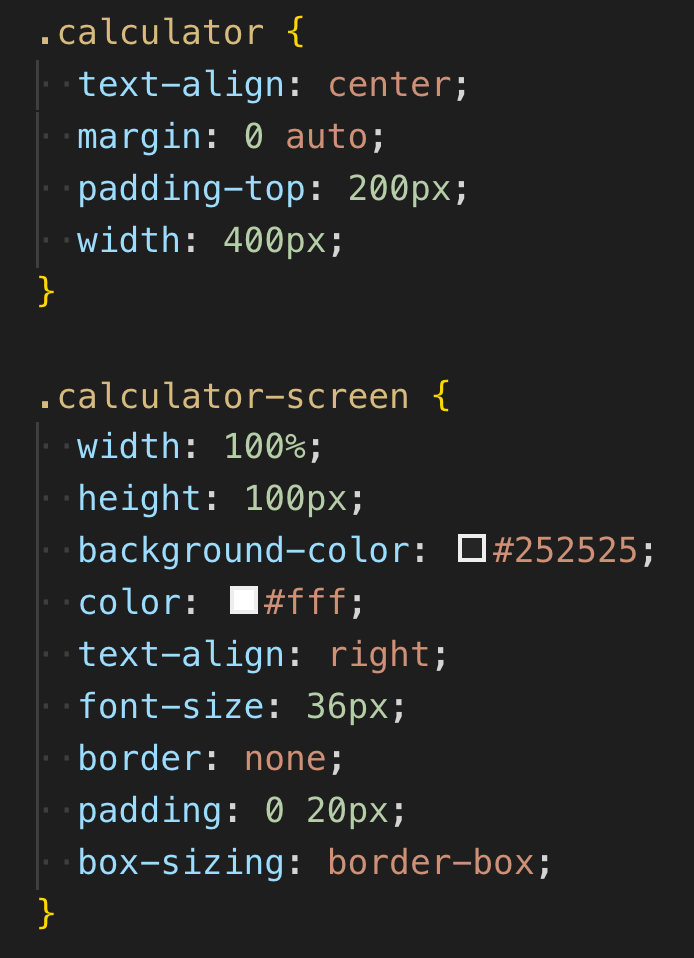 .calculator {
  text-align: center;
  margin: 0 auto;
  padding-top: 200px;
  width: 400px;
}

.calculator-screen {
  width: 100%;
  height: 100px;
  background-color: #252525;
  color: #fff;
  text-align: right;
  font-size: 36px;
  border: none;
  padding: 0 20px;
  box-sizing: border-box;
}